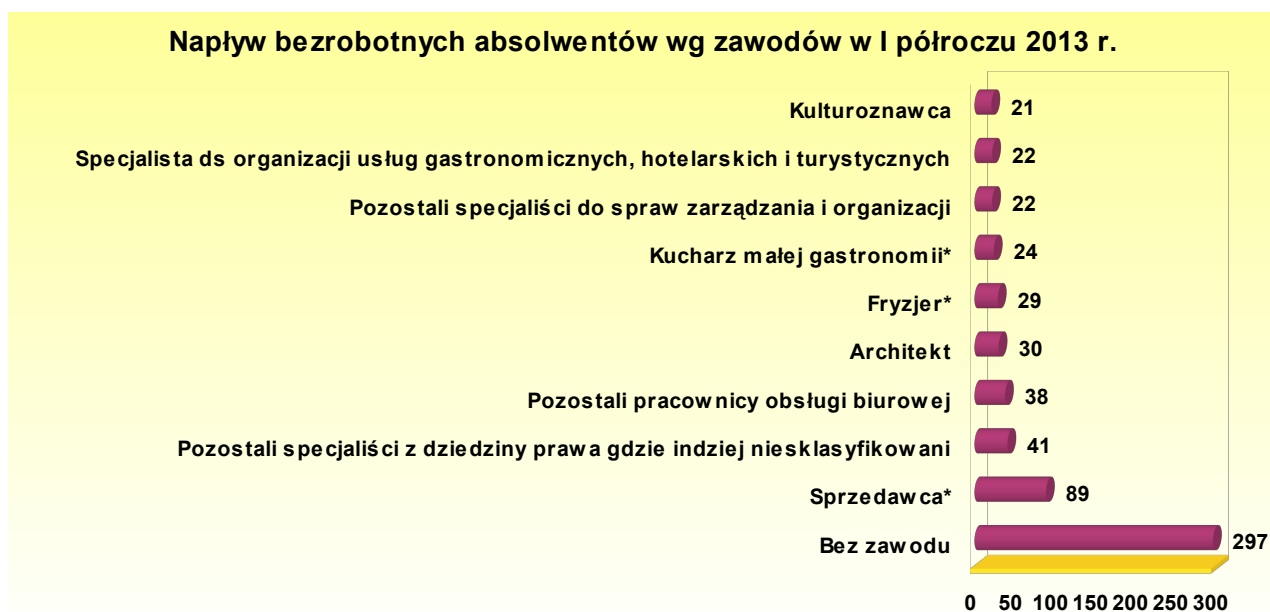 Napływ bezrobotnych absolwentów wg zawodów w I półroczu 2013 r.
Kulturoznawca 21
Specjalista ds organizacji usług gastronomicznych, hotelarskich i turystycznych 22
Pozostali specjaliści do spraw zarządzania i organizacji 22
Kucharz małej gastronomii* 24
Fryzjer* 29
Architekt 30
Pozostali pracownicy obsługi biurowej 38
Pozostali specjaliści z dziedziny prawa gdzie indziej niesklasyfikowani 41
Sprzedawca* 89
Bez zawodu 297
0 50 100 150 200 250 300